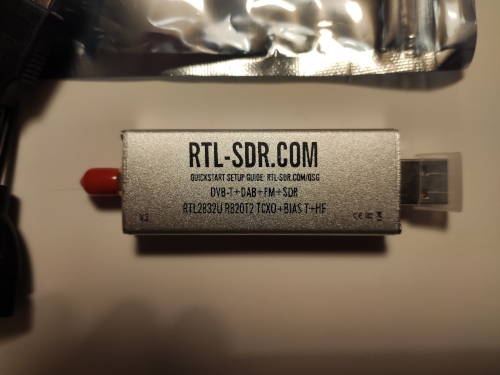 RTL-SDR.COM
QUICKSTART SETUP GUIDE: RTL-SDR.COM/QSG
DVB-T+DAB+FM+SDR
RTL2832U R820T2 TCXO+BIAS T+HF
V.3
CE